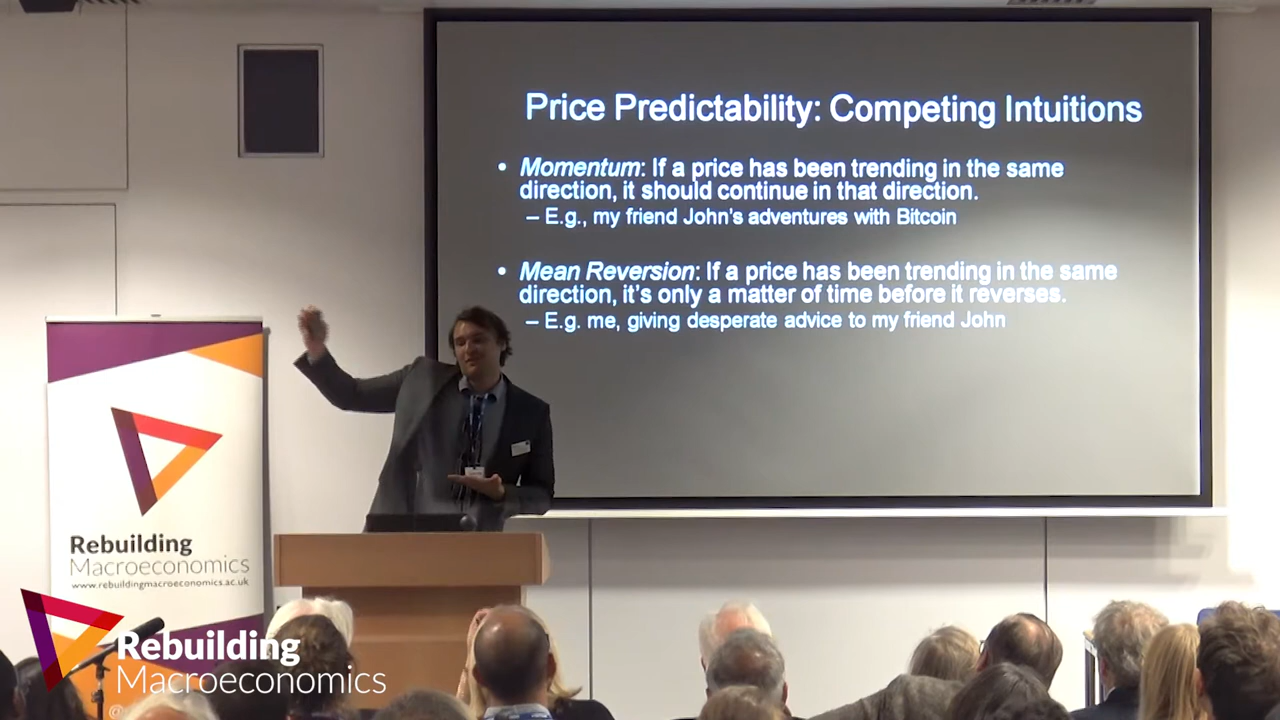 Price Predictability: Competing Intuitions
• Momentum: If a price has been trending in the same
direction, it should continue in that direction.
– E.g., my friend John's adventures with Bitcoin
• Mean Reversion: If a price has been trending in the same
direction, it's only a matter of time before it reverses.
– E.g. me, giving desperate advice to my friend John
Rebuilding
Macroeconomics
www.rebuildingmacroeconomics.ac.uk
Rebuilding
Macroeconomics